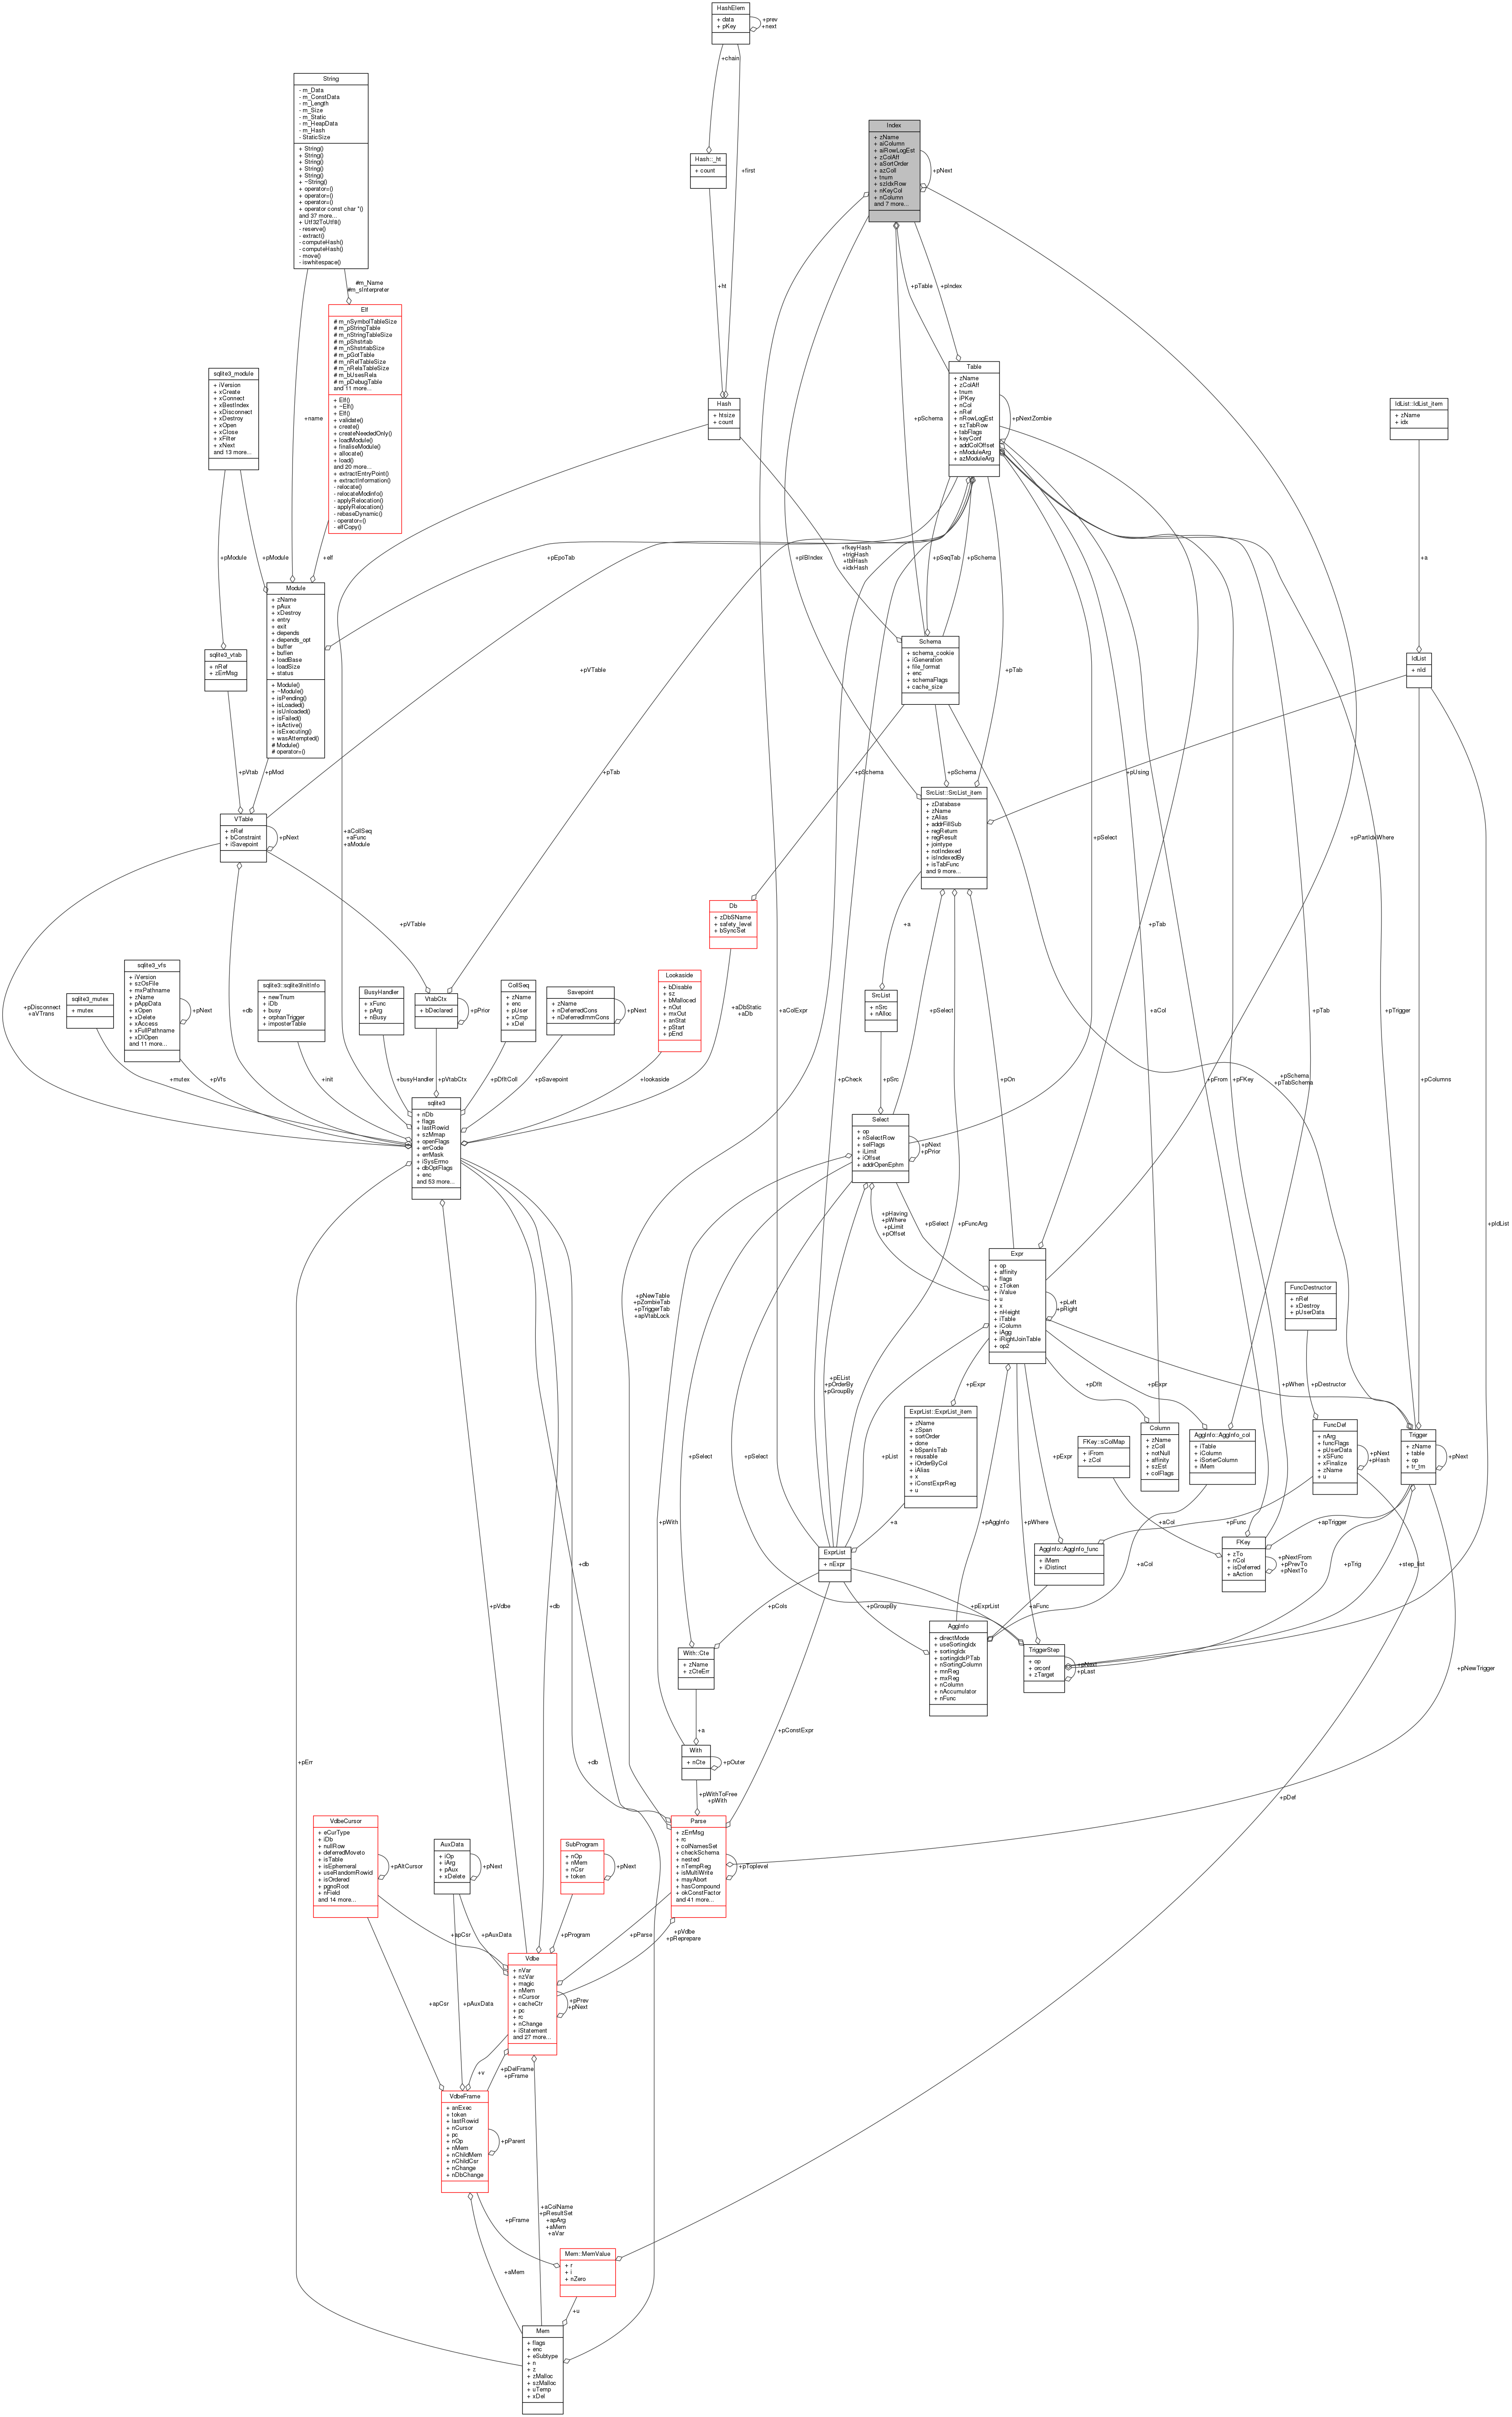 HashElem
+ data
+ pKey
+prev
+next
+chain
+first
String
- m_Data
- m_ConstData
- m_Length
- m_Size
- m_Static
- m_HeapData
- m_Hash
- StaticSize
+ String()
+ String()
+ String()
+ String()
+ String()
+ ~String()
+ operator=()
+ operator=()
+ operator=()
+ operator const char *()
and 37 more...
+ Utf32ToUtf8()
- reserve()
- extract()
- computeHash()
- computeHash()
- move()
- iswhitespace()
Index
+ zName
+ aiColumn
+ aiRowLogEst
+ zColAff
+ aSortOrder
+ azColl
+ tnum
+ szIdxRow
+ nKeyCol
+ nColumn
and 7 more...
+pNext
Hash::_ht
+ count
+ht
#m_Name
#m_sInterpreter
Elf
# m_nSymbolTableSize
# m_pStringTable
# m_nStringTableSize
# m_pShstrtab
# m_nShstrtabSize
# m_pGotTable
# m_nRelTableSize
# m_nRelaTableSize
# m_bUsesRela
# m_pDebugTable
and 11 more...
+ Elf()
+ ~Elf()
+ Elf()
+ validate()
+ create()
+ createNeededOnly()
+ loadModule()
+ finaliseModule()
+ allocate()
+ load()
and 20 more...
+ extractEntryPoint()
+ extractInformation()
- relocate()
- relocateModinfo()
- applyRelocation()
- applyRelocation()
- rebaseDynamic()
- operator=()
- elfCopy()
+pTable
+pIndex
Table
+ zName
+ zColAff
+ tnum
+ iPKey
+ nCol
+ nRef
+ nRowLogEst
+ szTabRow
+ tabFlags
+ keyConf
+ addColOffset
+ nModuleArg
+ azModuleArg
+pNextZombie
sqlite3_module
+ iVersion
+ xCreate
+ xConnect
+ xBestIndex
+ xDisconnect
+ xDestroy
+ xOpen
+ xClose
+ xFilter
+ xNext
and 13 more...
Hash
+ htsize
+ count
IdList::IdList_item
+ zName
+ idx
+name
+pSchema
+pModule
+pModule
+elf
+pEpoTab
+fkeyHash
+trigHash
+tblHash
+idxHash
+pIBIndex
+pSeqTab
+pSchema
+a
Module
+ zName
+ pAux
+ xDestroy
+ entry
+ exit
+ depends
+ depends_opt
+ buffer
+ buflen
+ loadBase
+ loadSize
+ status
+ Module()
+ ~Module()
+ isPending()
+ isLoaded()
+ isUnloaded()
+ isFailed()
+ isActive()
+ isExecuting()
+ wasAttempted()
# Module()
# operator=()
sqlite3_vtab
+ nRef
+ zErrMsg
Schema
+ schema_cookie
+ iGeneration
+ file_format
+ enc
+ schemaFlags
+ cache_size
IdList
+ nId
+pVTable
+pTab
+pVtab
+pMod
+pTab
+pSchema
+pSchema
+pUsing
SrcList::SrcList_item
+ zDatabase
+ zName
+ zAlias
+ addrFillSub
+ regReturn
+ regResult
+ jointype
+ notIndexed
+ isIndexedBy
+ isTabFunc
and 9 more...
VTable
+ nRef
+ bConstraint
+ iSavepoint
+pNext
+aCollSeq
+aFunc
+aModule
+pSelect
+pPartIdxWhere
Db
+ zDbSName
+ safety_level
+ bSyncSet
+pVTable
+a
+pSelect
+pTab
sqlite3_vfs
+ iVersion
+ szOsFile
+ mxPathname
+ zName
+ pAppData
+ xOpen
+ xDelete
+ xAccess
+ xFullPathname
+ xDlOpen
and 11 more...
+pNext
sqlite3_mutex
+ mutex
sqlite3::sqlite3InitInfo
+ newTnum
+ iDb
+ busy
+ orphanTrigger
+ imposterTable
BusyHandler
+ xFunc
+ pArg
+ nBusy
VtabCtx
+ bDeclared
+pPrior
CollSeq
+ zName
+ enc
+ pUser
+ xCmp
+ xDel
Savepoint
+ zName
+ nDeferredCons
+ nDeferredImmCons
+pNext
Lookaside
+ bDisable
+ sz
+ bMalloced
+ nOut
+ mxOut
+ anStat
+ pStart
+ pEnd
SrcList
+ nSrc
+ nAlloc
+pDisconnect
+aVTrans
+db
+aDbStatic
+aDb
+aColExpr
+pSelect
+aCol
+pTab
+pTrigger
+mutex
+pVfs
+init
+busyHandler
+pVtabCtx
+pDfltColl
+pSavepoint
+lookaside
+pCheck
+pSrc
+pOn
+pFrom
+pFKey
+pSchema
+pTabSchema
+pColumns
sqlite3
+ nDb
+ flags
+ lastRowid
+ szMmap
+ openFlags
+ errCode
+ errMask
+ iSysErrno
+ dbOptFlags
+ enc
and 53 more...
Select
+ op
+ nSelectRow
+ selFlags
+ iLimit
+ iOffset
+ addrOpenEphm
+pNext
+pPrior
+pHaving
+pWhere
+pLimit
+pOffset
+pSelect
+pFuncArg
+pIdList
Expr
+ op
+ affinity
+ flags
+ zToken
+ iValue
+ u
+ x
+ nHeight
+ iTable
+ iColumn
+ iAgg
+ iRightJoinTable
+ op2
+pLeft
+pRight
FuncDestructor
+ nRef
+ xDestroy
+ pUserData
+pNewTable
+pZombieTab
+pTriggerTab
+apVtabLock
+pEList
+pOrderBy
+pGroupBy
+pExpr
+pDflt
+pExpr
+pWhen
+pDestructor
ExprList::ExprList_item
+ zName
+ zSpan
+ sortOrder
+ done
+ bSpanIsTab
+ reusable
+ iOrderByCol
+ iAlias
+ x
+ iConstExprReg
+ u
FKey::sColMap
+ iFrom
+ zCol
Column
+ zName
+ zColl
+ notNull
+ affinity
+ szEst
+ colFlags
AggInfo::AggInfo_col
+ iTable
+ iColumn
+ iSorterColumn
+ iMem
FuncDef
+ nArg
+ funcFlags
+ pUserData
+ xSFunc
+ xFinalize
+ zName
+ u
+pNext
+pHash
Trigger
+ zName
+ table
+ op
+ tr_tm
+pNext
+pSelect
+pSelect
+pList
+pExpr
+pWith
+a
+pAggInfo
+pWhere
+aCol
+pFunc
+apTrigger
ExprList
+ nExpr
AggInfo::AggInfo_func
+ iMem
+ iDistinct
FKey
+ zTo
+ nCol
+ isDeferred
+ aAction
+pNextFrom
+pPrevTo
+pNextTo
+db
+aCol
+pTrig
+step_list
+pVdbe
+db
+pCols
+pGroupBy
+aFunc
+pExprList
With::Cte
+ zName
+ zCteErr
AggInfo
+ directMode
+ useSortingIdx
+ sortingIdx
+ sortingIdxPTab
+ nSortingColumn
+ mnReg
+ mxReg
+ nColumn
+ nAccumulator
+ nFunc
TriggerStep
+ op
+ orconf
+ zTarget
+pNext
+pLast
+pNewTrigger
+a
+pConstExpr
With
+ nCte
+pOuter
+pErr
+db
+pWithToFree
+pWith
+pDef
VdbeCursor
+ eCurType
+ iDb
+ nullRow
+ deferredMoveto
+ isTable
+ isEphemeral
+ useRandomRowid
+ isOrdered
+ pgnoRoot
+ nField
and 14 more...
+pAltCursor
AuxData
+ iOp
+ iArg
+ pAux
+ xDelete
+pNext
SubProgram
+ nOp
+ nMem
+ nCsr
+ token
+pNext
Parse
+ zErrMsg
+ rc
+ colNamesSet
+ checkSchema
+ nested
+ nTempReg
+ isMultiWrite
+ mayAbort
+ hasCompound
+ okConstFactor
and 41 more...
+pToplevel
+apCsr
+pAuxData
+pProgram
+pParse
+pVdbe
+pReprepare
Vdbe
+ nVar
+ nzVar
+ magic
+ nMem
+ nCursor
+ cacheCtr
+ pc
+ rc
+ nChange
+ iStatement
and 27 more...
+pPrev
+pNext
+apCsr
+pAuxData
+v
+pDelFrame
+pFrame
VdbeFrame
+ anExec
+ token
+ lastRowid
+ nCursor
+ pc
+ nOp
+ nMem
+ nChildMem
+ nChildCsr
+ nChange
+ nDbChange
+pParent
+aColName
+pResultSet
+apArg
+aMem
+aVar
+pFrame
Mem::MemValue
+ r
+ i
+ nZero
+aMem
+u
Mem
+ flags
+ enc
+ eSubtype
+ n
+ z
+ zMalloc
+ szMalloc
+ uTemp
+ xDel